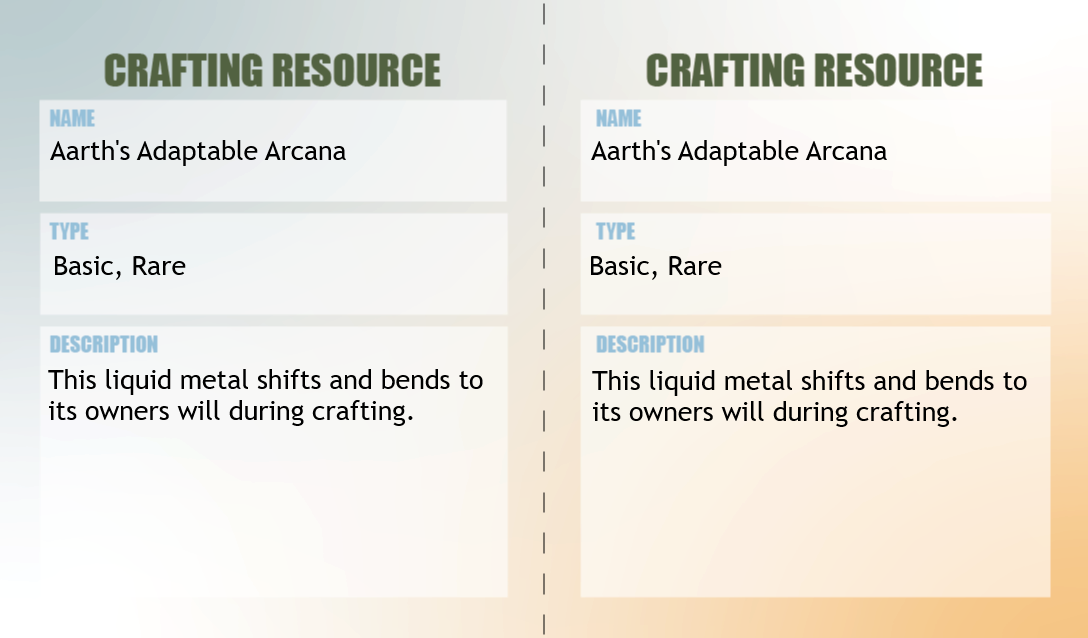 CRAFTING RESOURCE
NAME
Aarth's Adaptable Arcana
TYPE
Basic, Rare
DESCRIPTION
This liquid metal shifts and bends to
its owners will during crafting.
CRAFTING RESOURCE
NAME
Aarth's Adaptable Arcana
TYPE
Basic, Rare
DESCRIPTION
This liquid metal shifts and bends to
its owners will during crafting.